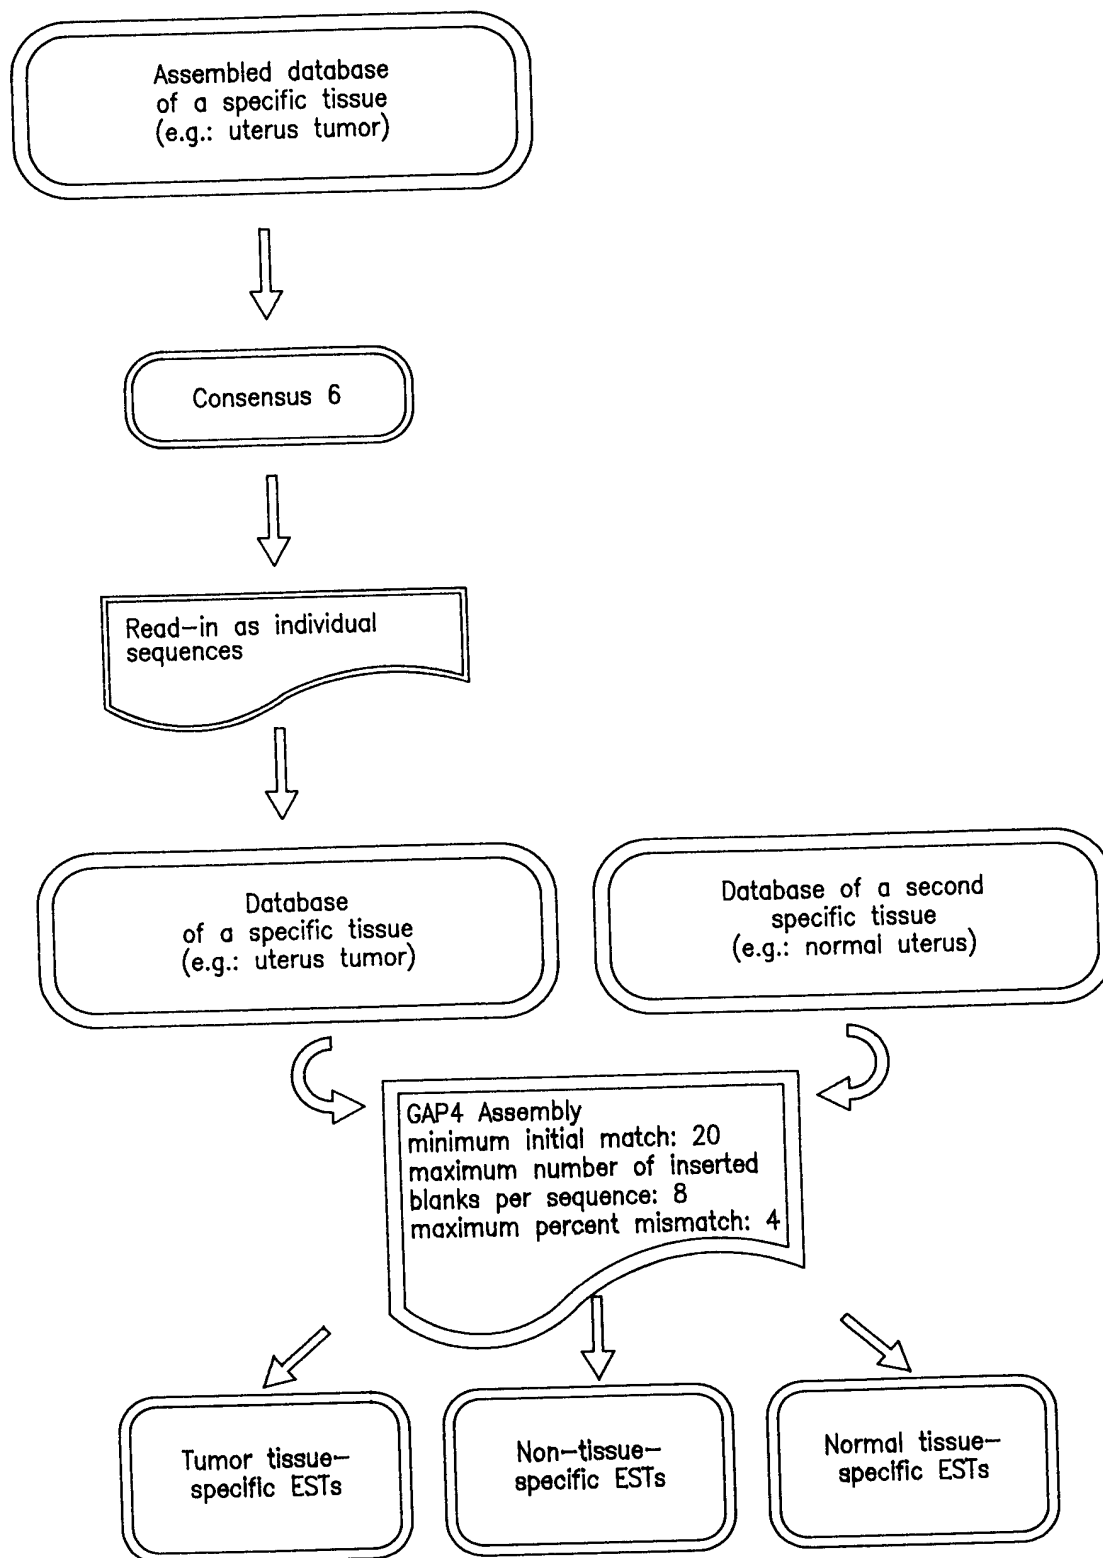 Assembled database
of a specific tissue
(e.g.: uterus tumor)
Consensus 6
Read-in as individual
sequences
Database
of a specific tissue
(e.g.: uterus tumor)
Database of a second
specific tissue
(e.g.: normal uterus)
GAP4 Assembly
minimum initial match: 20
maximum number of inserted
blanks per sequence: 8
maximum percent mismatch: 4
Tumor tissue-
specific ESTs
Non-tissue-
specific ESTs
Normal tissue-
specific ESTs